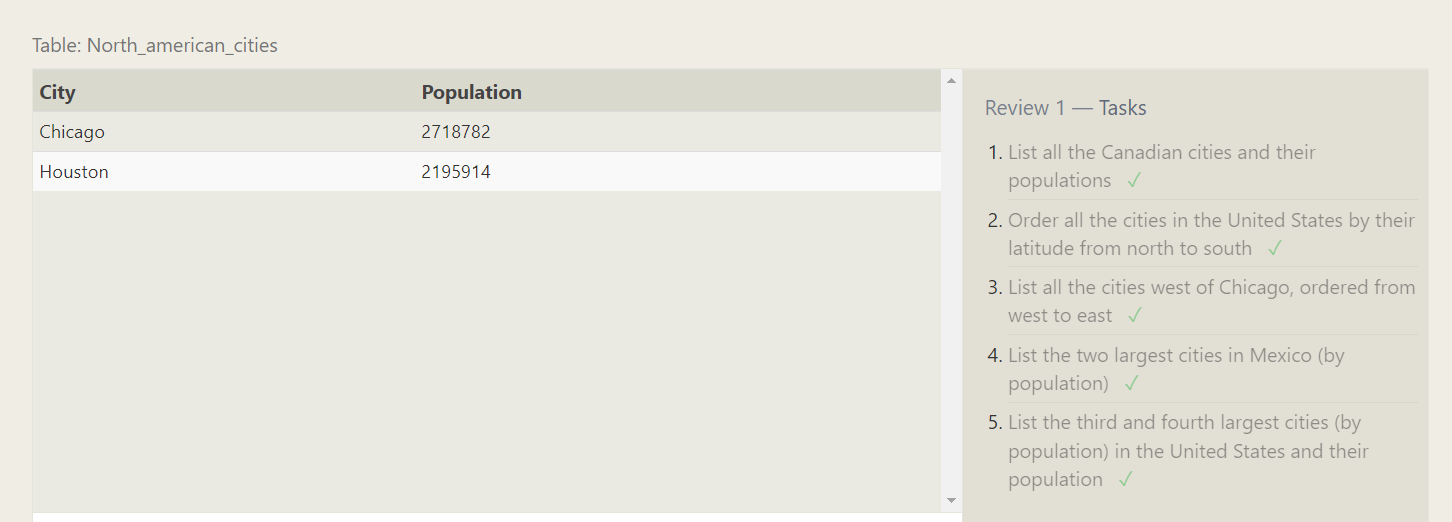 Table: North_american_cities
City Population
Chicago 2718782
Houston 2195914
Review 1 — Tasks
1. List all the Canadian cities and their
populations ✓
2. Order all the cities in the United States by their
latitude from north to south ✓
3. List all the cities west of Chicago, ordered from
west to east ✓
4. List the two largest cities in Mexico (by
population) ✓
5. List the third and fourth largest cities (by
population) in the United States and their
population ✓